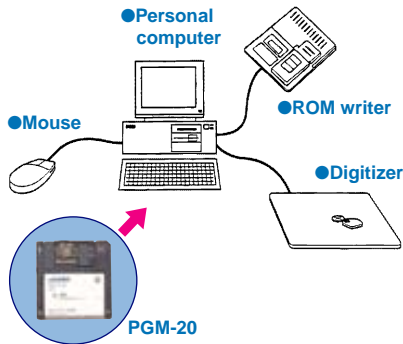 ●Personal
computer
●ROM writer
●Mouse
●Digitizer
PGM-20